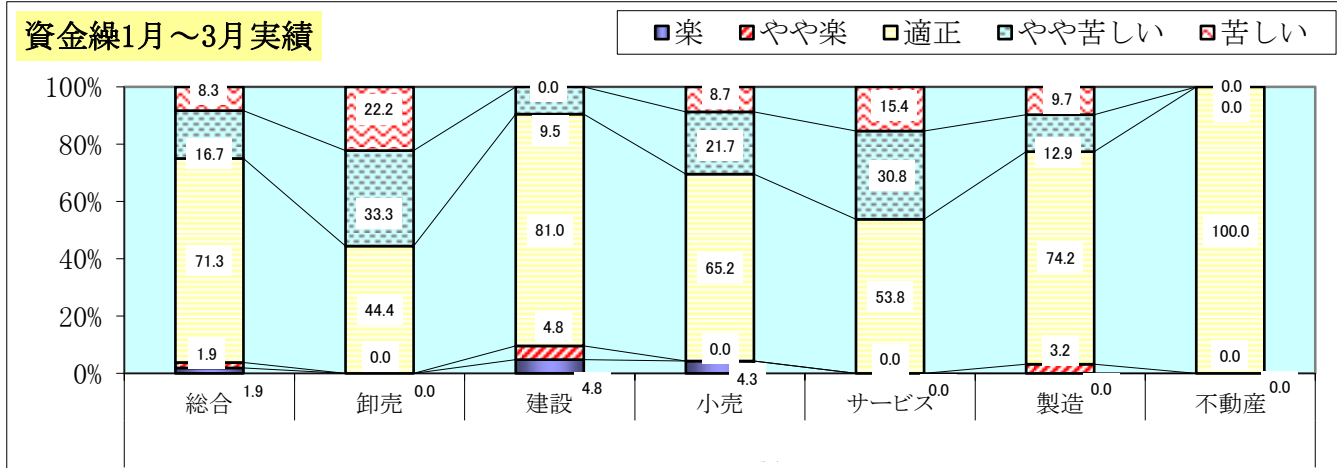 資金繰1月～3月実績
楽 やや楽 適正 やや苦しい 苦しい
100%
80%
60%
40%
20%
0%
8.3 22.2 0.0 8.7 15.4 9.7 0.0
16.7 33.3 9.5 21.7 30.8 12.9 0.0
71.3 44.4 81.0 65.2 53.8 74.2 100.0
1.9 0.0 4.8 0.0 0.0 3.2 0.0
1.9 0.0 4.8 4.3 0.0 0.0 0.0
総合 卸売 建設 小売 サービス 製造 不動産